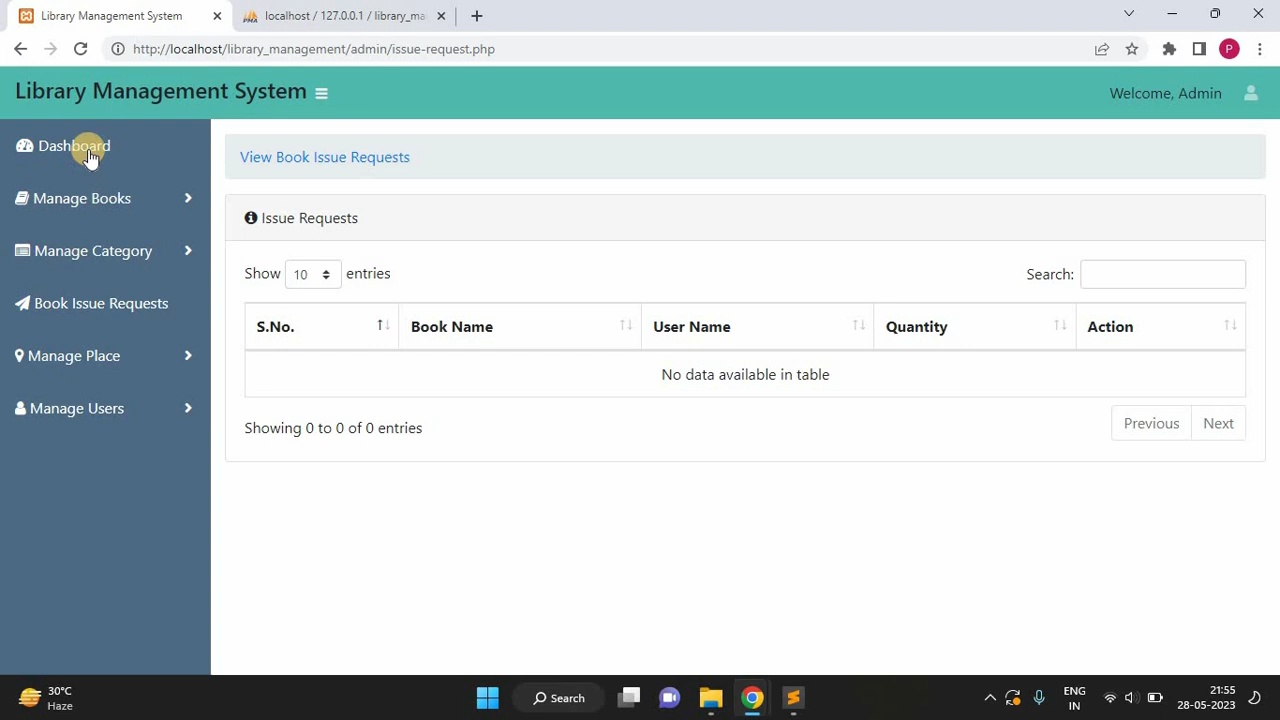 Library Management System
localhost / 127.0.0.1 / library_ma
http://localhost/library_management/admin/issue-request.php
P
Library Management System
Welcome, Admin
Dashboard
Manage Books
Manage Category
Book Issue Requests
Manage Place
Manage Users
View Book Issue Requests
Issue Requests
Show 10 entries
Search:
S.No. Book Name User Name Quantity Action
No data available in table
Showing 0 to 0 of 0 entries
Previous Next
30°C
Haze
Search
ENG
IN
21:55
28-05-2023